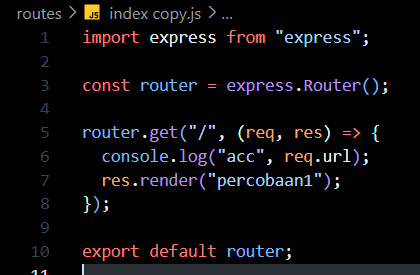 routes > JS index copy.js > ...
1 import express from "express";
2
3 const router = express.Router();
4
5 router.get("/", (req, res) => {
6 console.log("acc", req.url);
7 res.render("percobaan1");
8 });
9
10 export default router;
11